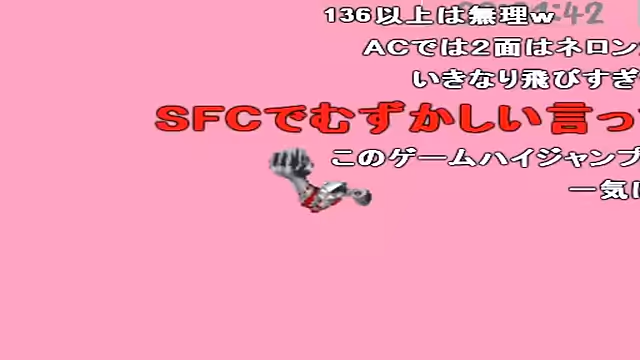 136以上は無理w
:42
ACでは2面はネロン
いきなり飛びすぎ
SFCでむずかしい言っ
このゲームハイジャンプ
一気に